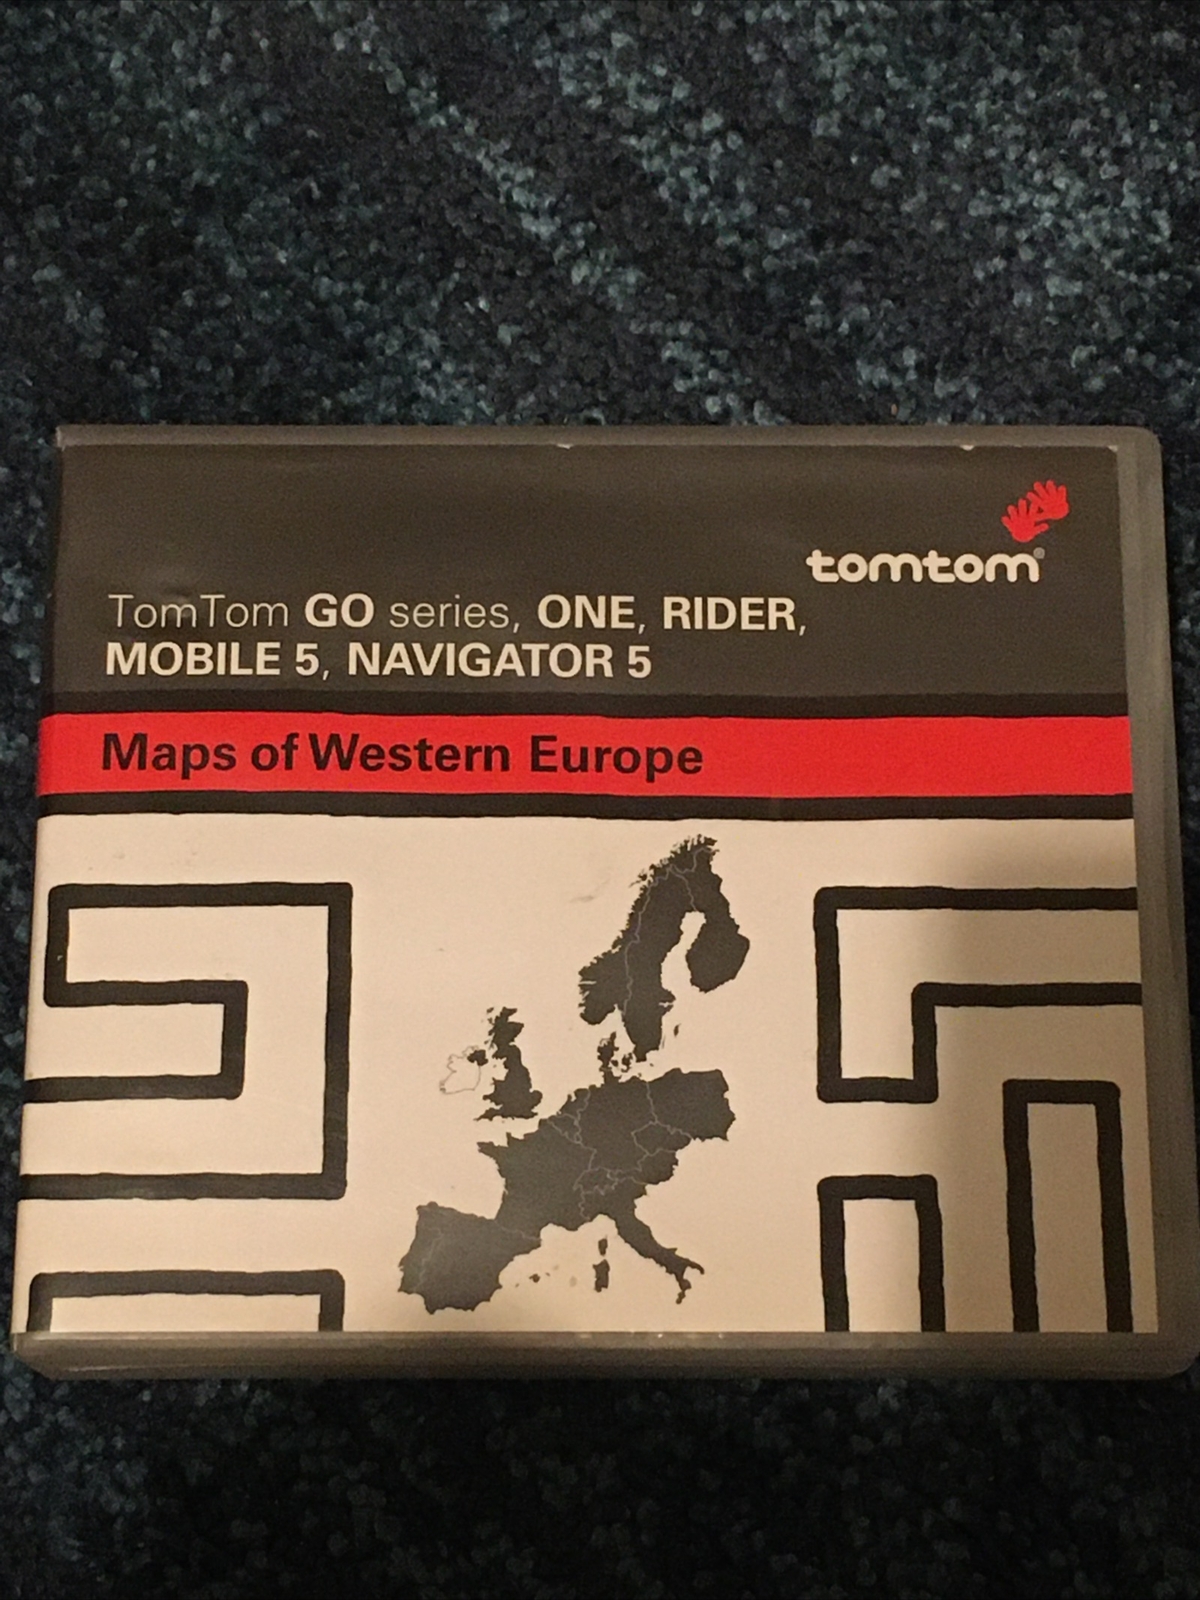 tomtom®
TomTom GO series, ONE, RIDER,
MOBILE 5, NAVIGATOR 5
Maps of Western Europe